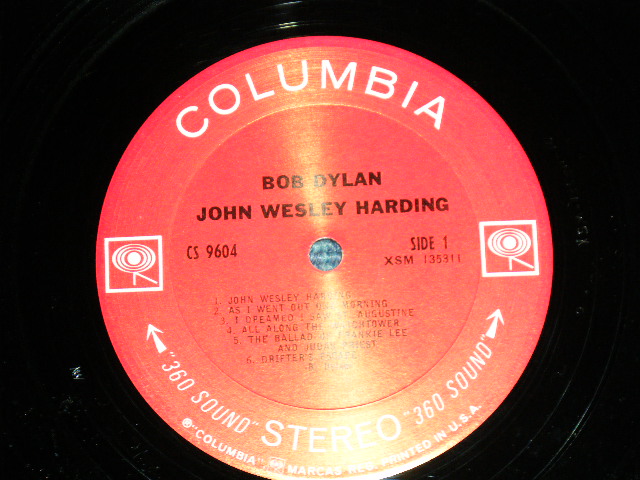 COLUMBIA
BOB DYLAN
JOHN WESLEY HARDING
CS 9604
SIDE 1
XSM 135311
1. JOHN WESLEY HARDING
2. AS I WENT OUT ONE MORNING
3. I DREAMED I SAW ST. AUGUSTINE
4. ALL ALONG THE WATCHTOWER
5. THE BALLAD OF FRANKIE LEE
AND JUDAS PRIEST
6. DRIFTER'S ESCAPE
"360 SOUND" STEREO "360 SOUND"
® "COLUMBIA" MARCAS REG. PRINTED IN U.S.A.